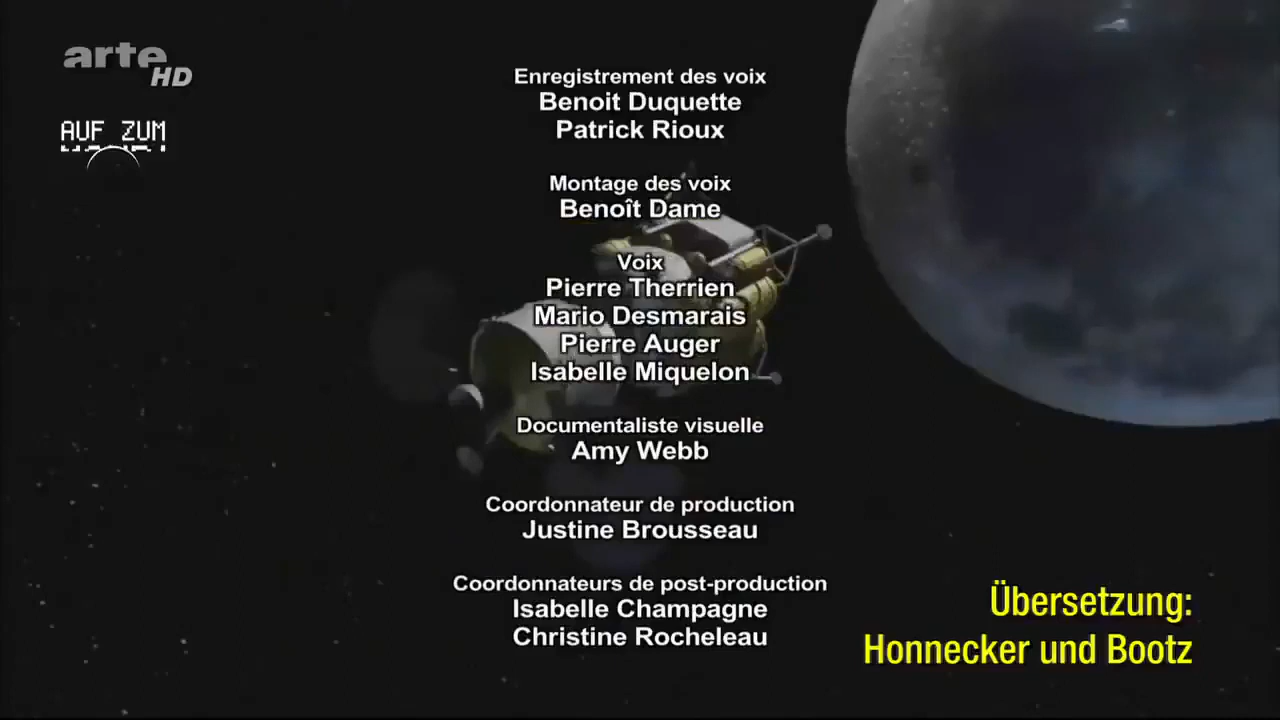 arte
HD
AUF ZUM
Enregistrement des voix
Benoit Duquette
Patrick Rioux
Montage des voix
Benoît Dame
Voix
Pierre Therrien
Mario Desmarais
Pierre Auger
Isabelle Miquelon
Documentaliste visuelle
Amy Webb
Coordonnateur de production
Justine Brousseau
Coordonnateurs de post-production
Isabelle Champagne
Christine Rocheleau
Übersetzung:
Honnecker und Bootz